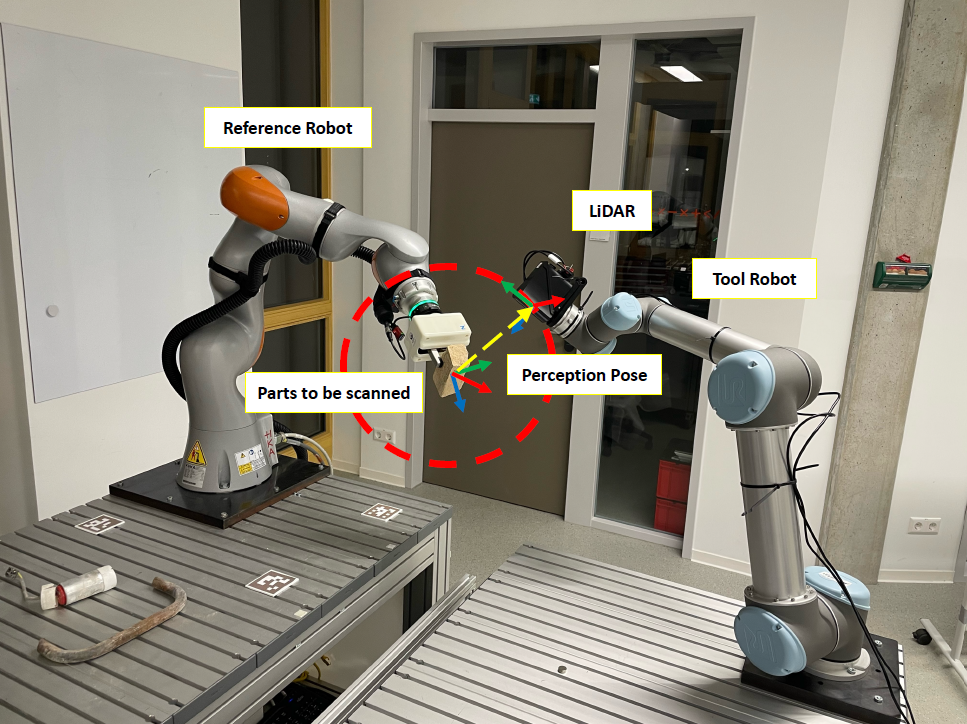 Reference Robot
LiDAR
Tool Robot
Perception Pose
Parts to be scanned